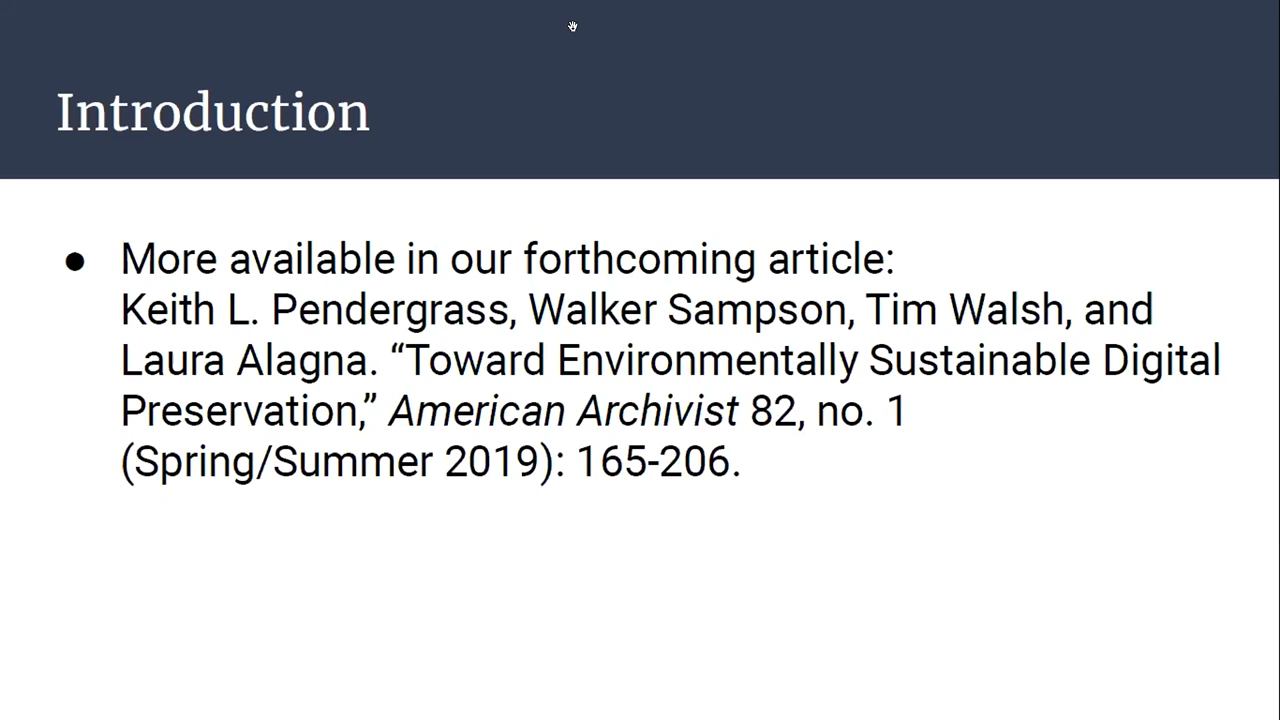 Introduction
● More available in our forthcoming article:
Keith L. Pendergrass, Walker Sampson, Tim Walsh, and
Laura Alagna. “Toward Environmentally Sustainable Digital
Preservation,” American Archivist 82, no. 1
(Spring/Summer 2019): 165-206.